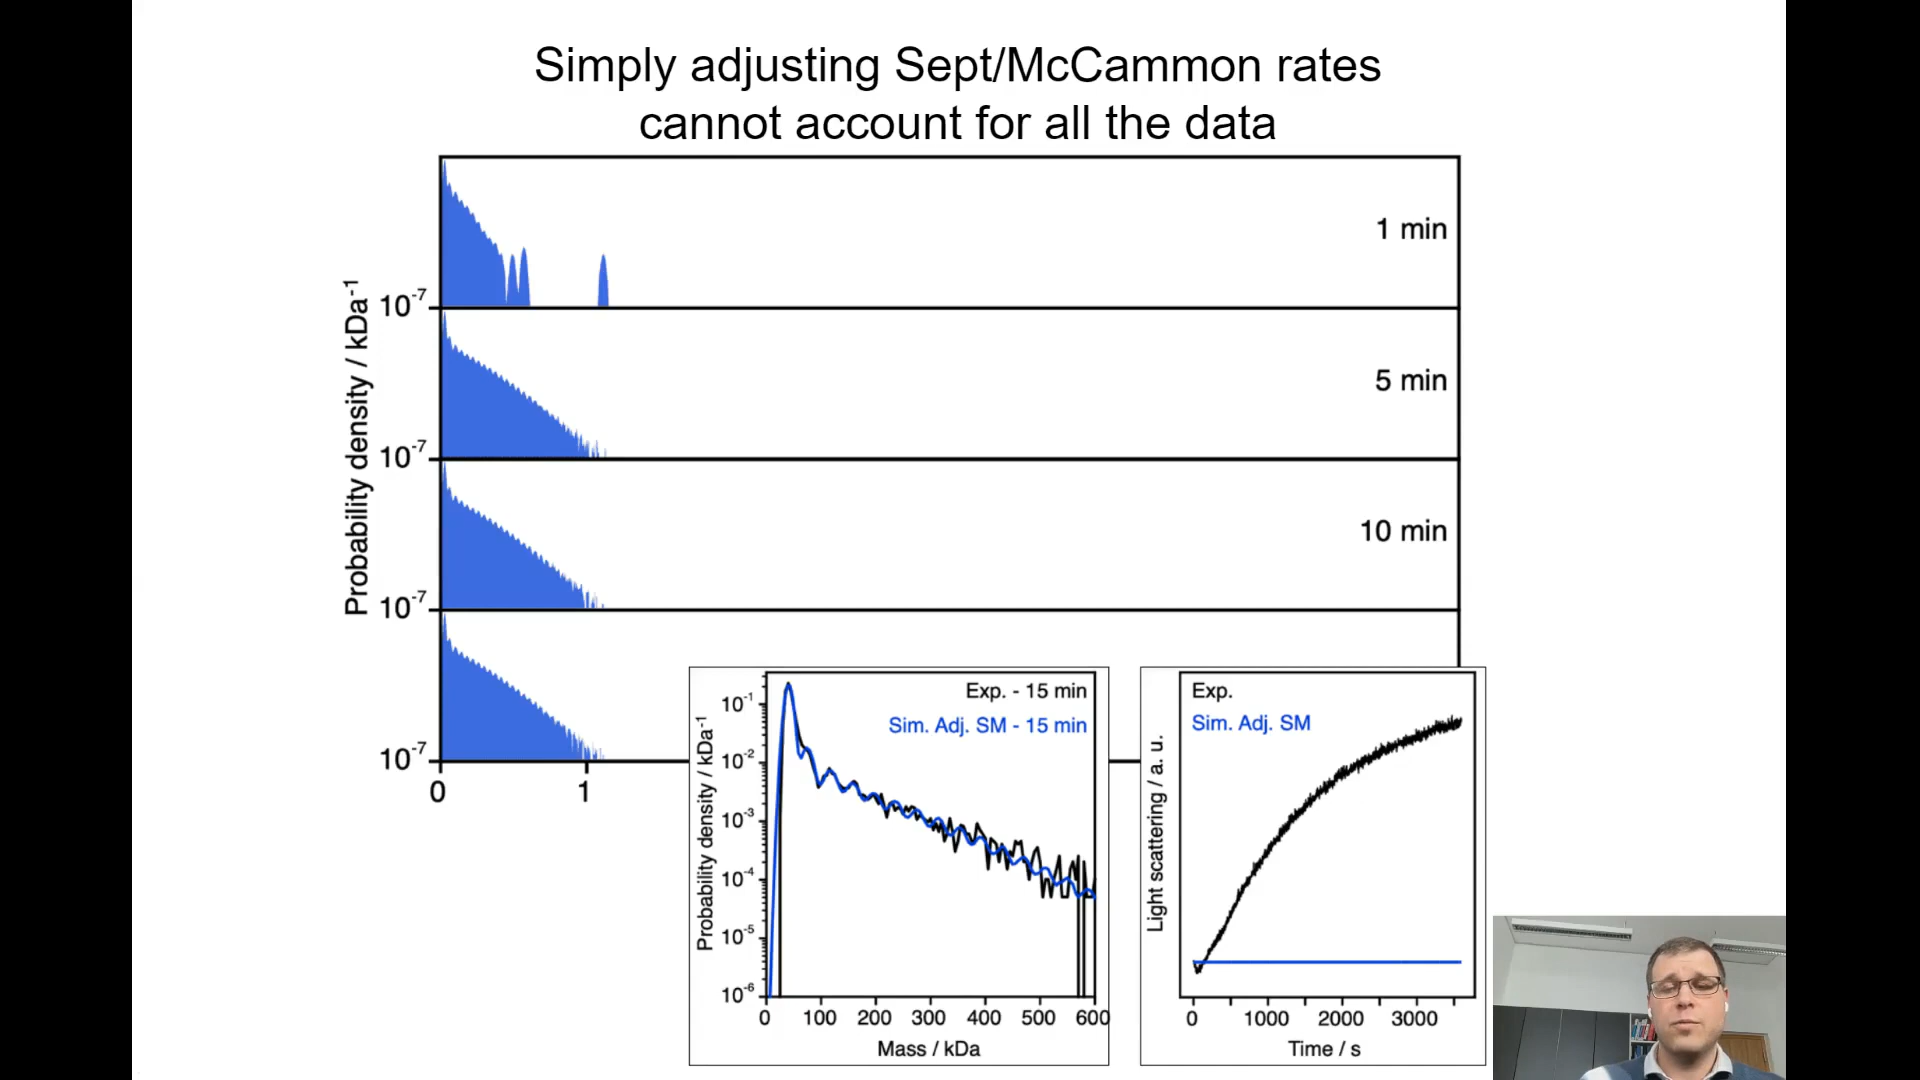 Simply adjusting Sept/McCammon rates
cannot account for all the data
Probability density / kDa⁻¹
1 min
10⁻⁷
5 min
10⁻⁷
10 min
10⁻⁷
10⁻⁷
0 1
Exp. - 15 min
Sim. Adj. SM - 15 min
Probability density / kDa⁻¹
10⁻¹
10⁻²
10⁻³
10⁻⁴
10⁻⁵
10⁻⁶
0 100 200 300 400 500 600
Mass / kDa
Exp.
Sim. Adj. SM
Light scattering / a. u.
0 1000 2000 3000
Time / s